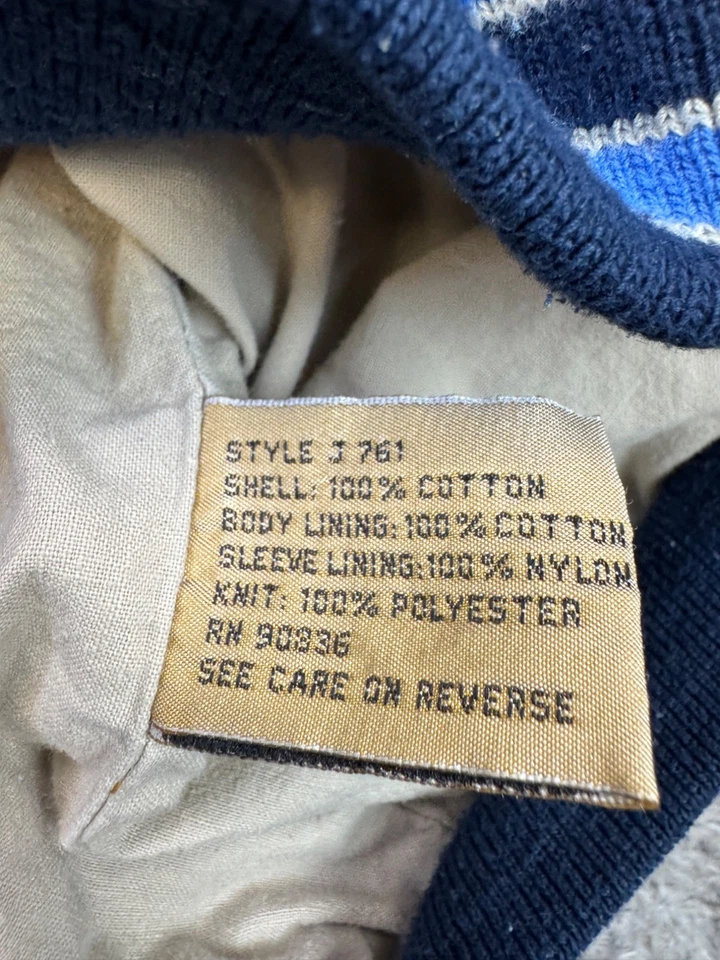 STYLE J 761
SHELL: 100% COTTON
BODY LINING: 100% COTTON
SLEEVE LINING: 100% NYLON
KNIT: 100% POLYESTER
RN 90836
SEE CARE ON REVERSE